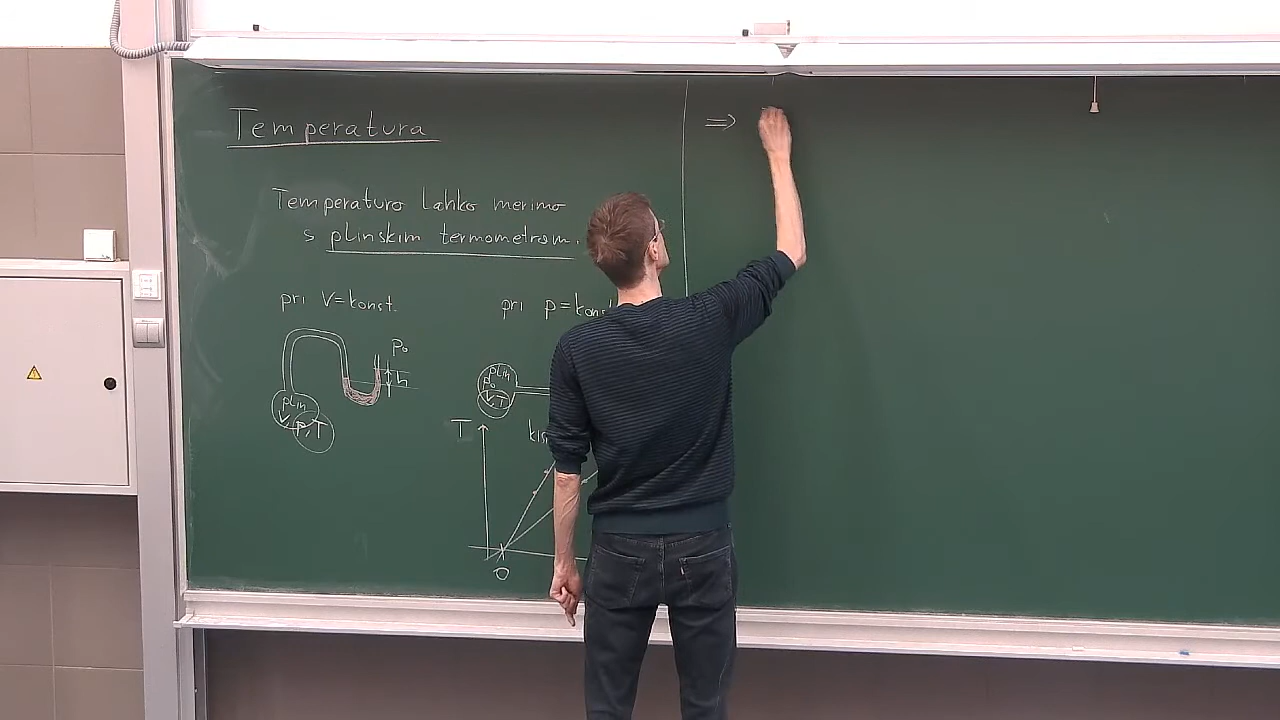 Temperatura
Temperaturo lahko merimo
s plinskim termometrom.
pri V=konst.
pri p=konst
p₀
h
plin
V
p,T
plin
p₀
V,T
T
0
⇒